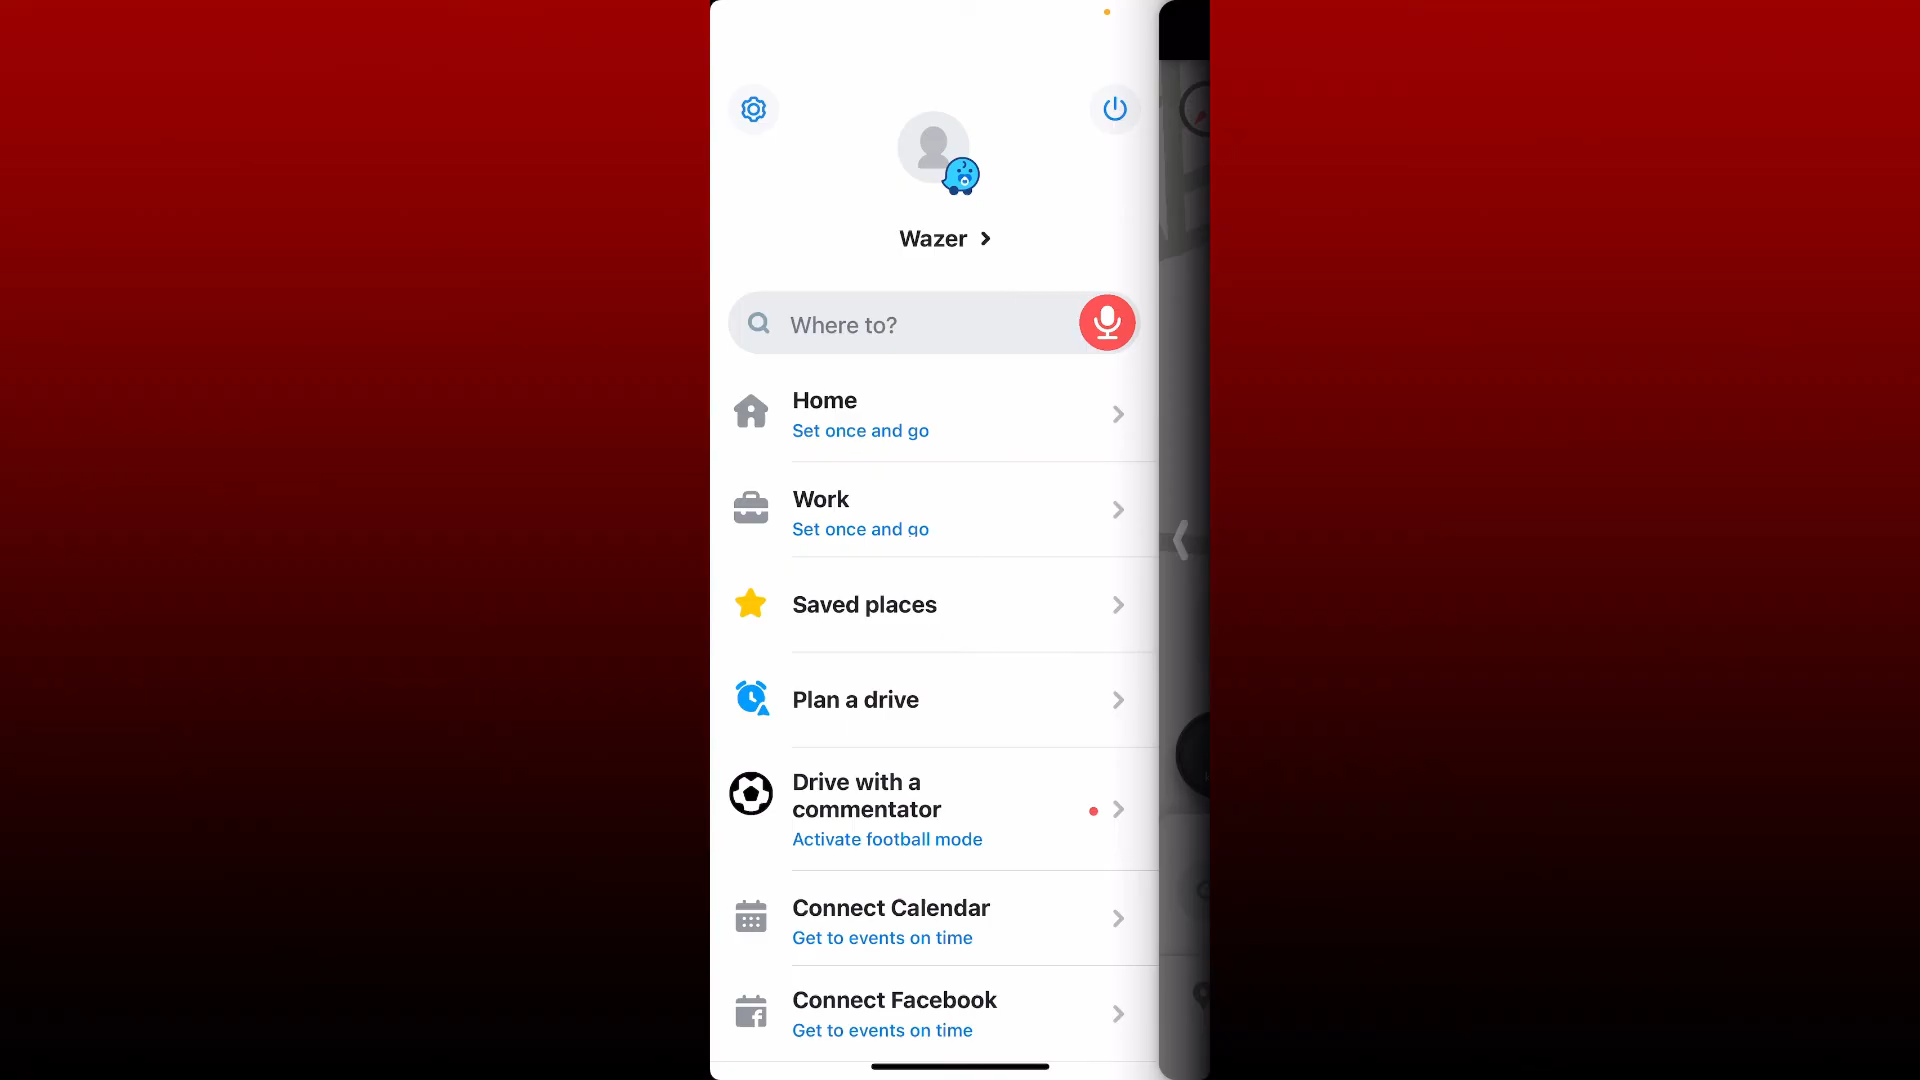 Wazer
Where to?
Home
Set once and go
Work
Set once and go
Saved places
Plan a drive
Drive with a
commentator
Activate football mode
Connect Calendar
Get to events on time
Connect Facebook
Get to events on time